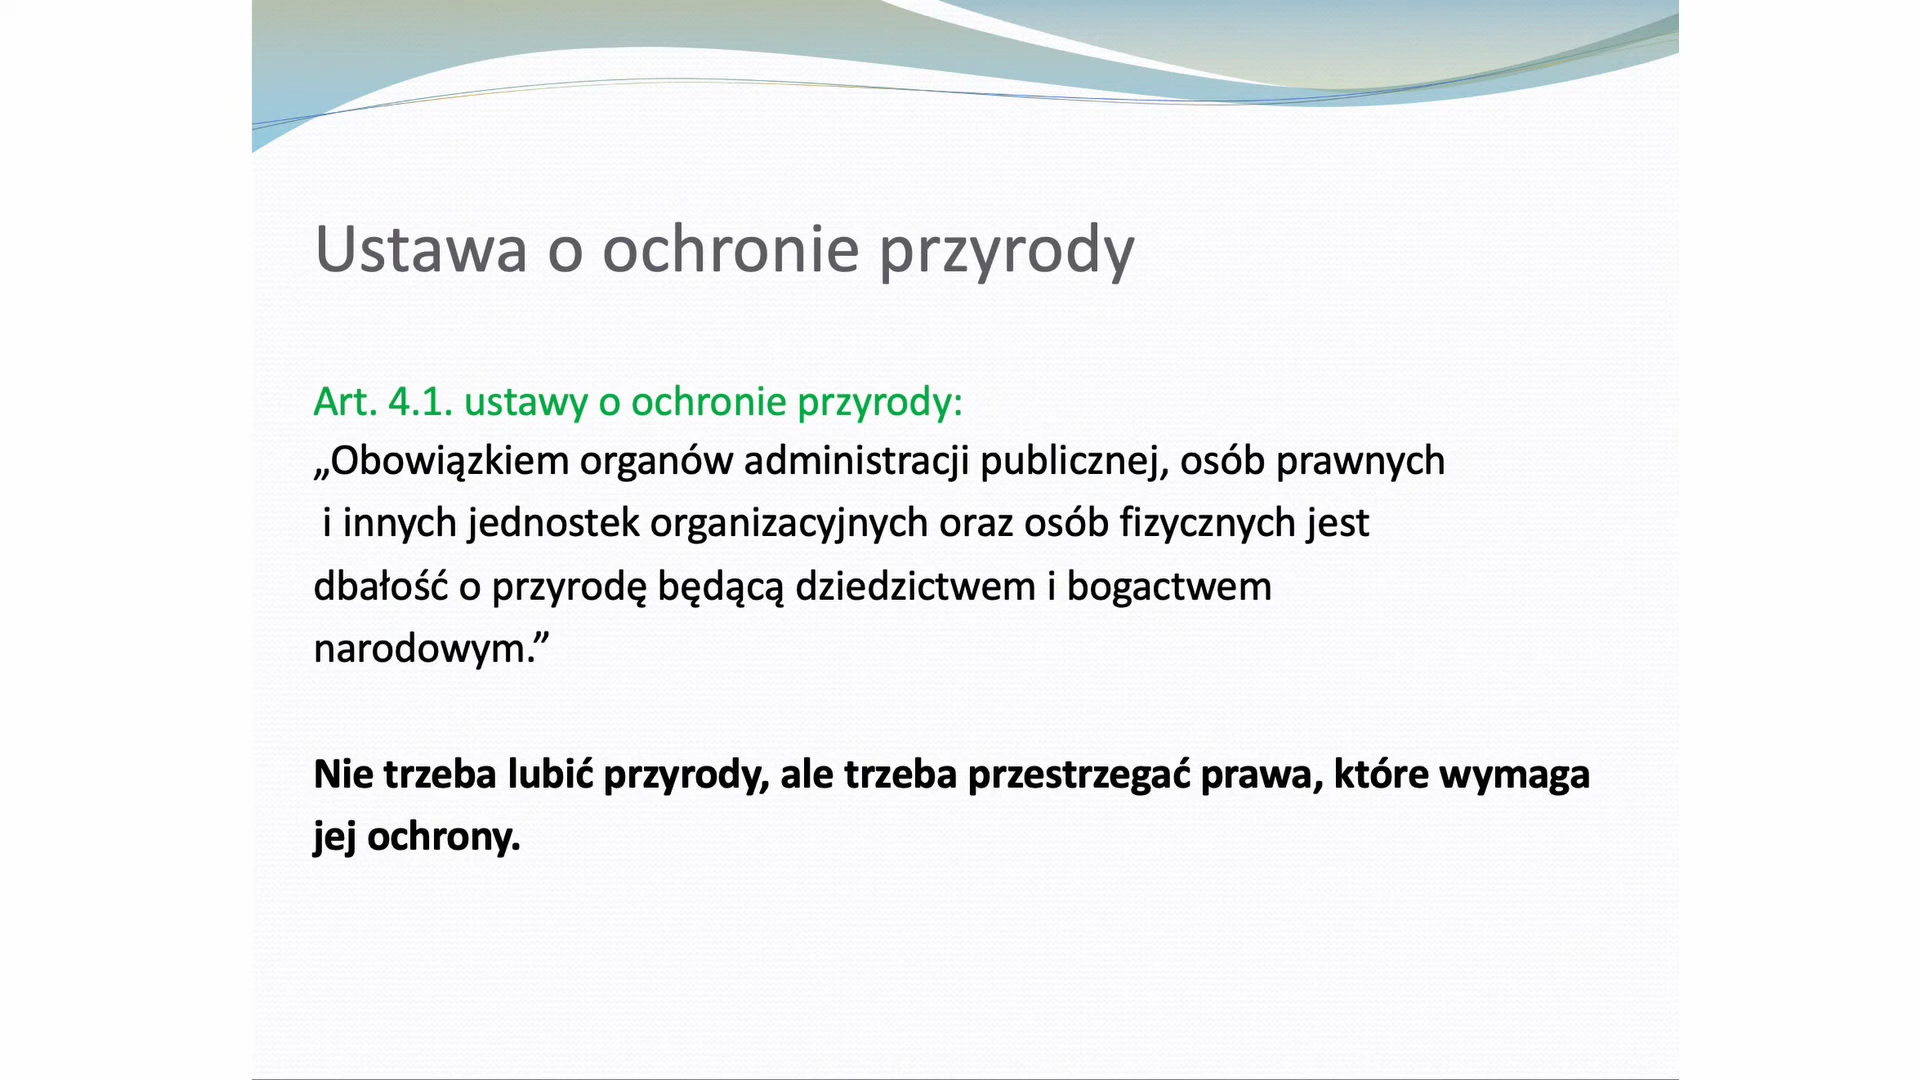 Ustawa o ochronie przyrody
Art. 4.1. ustawy o ochronie przyrody:
„Obowiązkiem organów administracji publicznej, osób prawnych
i innych jednostek organizacyjnych oraz osób fizycznych jest
dbałość o przyrodę będącą dziedzictwem i bogactwem
narodowym.”
Nie trzeba lubić przyrody, ale trzeba przestrzegać prawa, które wymaga
jej ochrony.